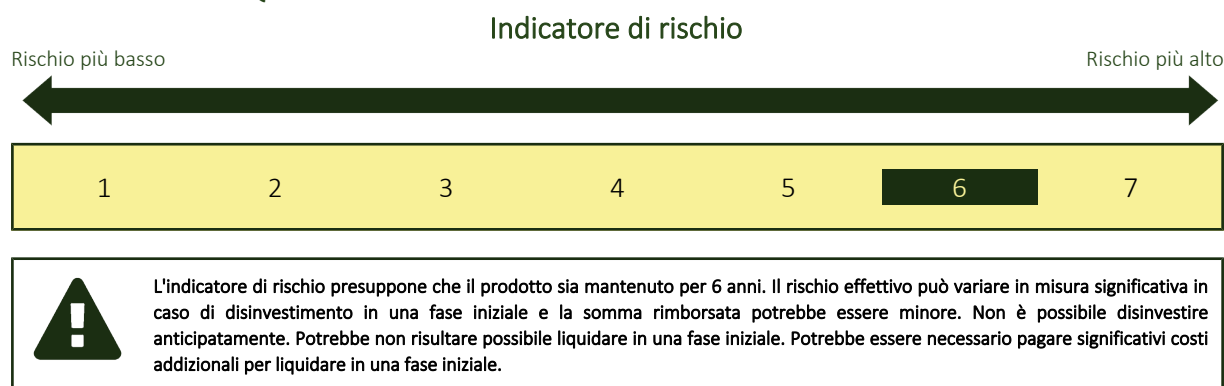 Indicatore di rischio
Rischio più basso
Rischio più alto
1 2 3 4 5 6 7
L'indicatore di rischio presuppone che il prodotto sia mantenuto per 6 anni. Il rischio effettivo può variare in misura significativa in
caso di disinvestimento in una fase iniziale e la somma rimborsata potrebbe essere minore. Non è possibile disinvestire
anticipatamente. Potrebbe non risultare possibile liquidare in una fase iniziale. Potrebbe essere necessario pagare significativi costi
addizionali per liquidare in una fase iniziale.